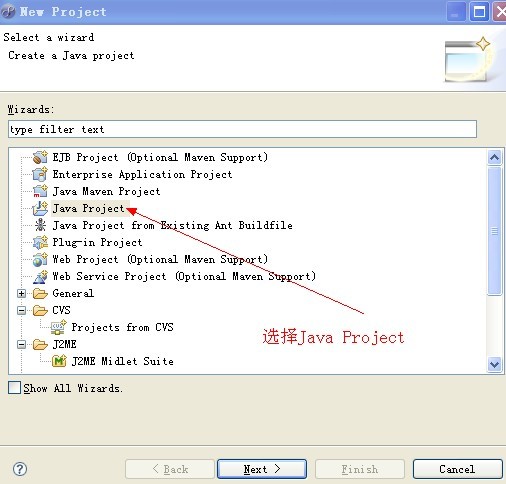 New Project
Select a wizard
Create a Java project
Wizards:
type filter text
EJB Project (Optional Maven Support)
Enterprise Application Project
Java Maven Project
Java Project
Java Project from Existing Ant Buildfile
Plug-in Project
Web Project (Optional Maven Support)
Web Service Project (Optional Maven Support)
General
CVS
Projects from CVS
选择Java Project
J2ME
J2ME Midlet Suite
Show All Wizards.
< Back
Next >
Finish
Cancel